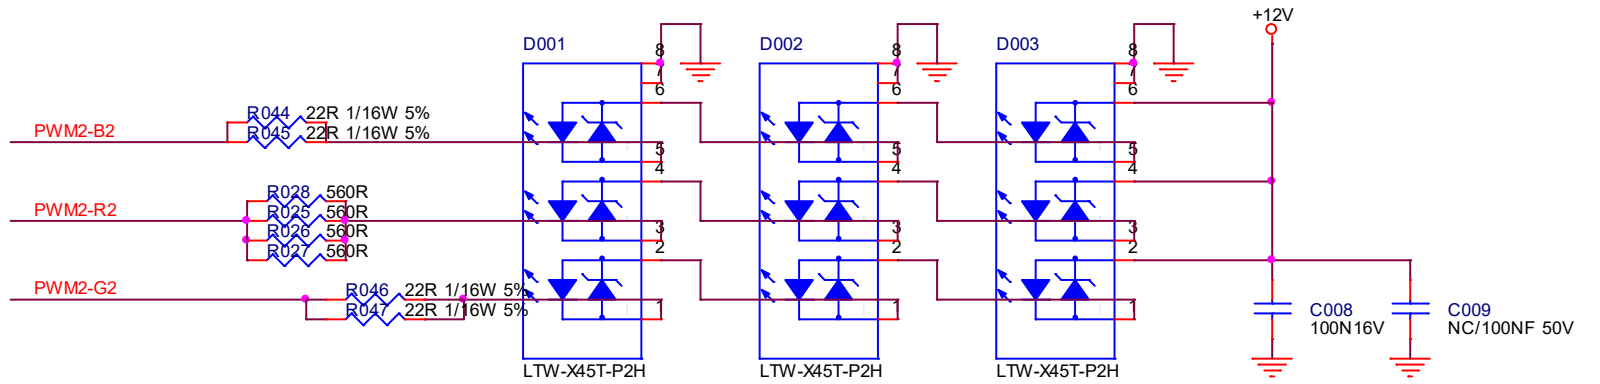 +12V
D001
D002
D003
8
7
6
8
7
6
8
7
6
R044 22R 1/16W 5%
PWM2-B2
R045 22R 1/16W 5%
5
4
5
4
5
4
R028 560R
PWM2-R2
R025 560R
R026 560R
R027 560R
3
2
3
2
3
2
PWM2-G2
R046 22R 1/16W 5%
R047 22R 1/16W 5%
1
1
1
C008
100N16V
C009
NC/100NF 50V
LTW-X45T-P2H
LTW-X45T-P2H
LTW-X45T-P2H